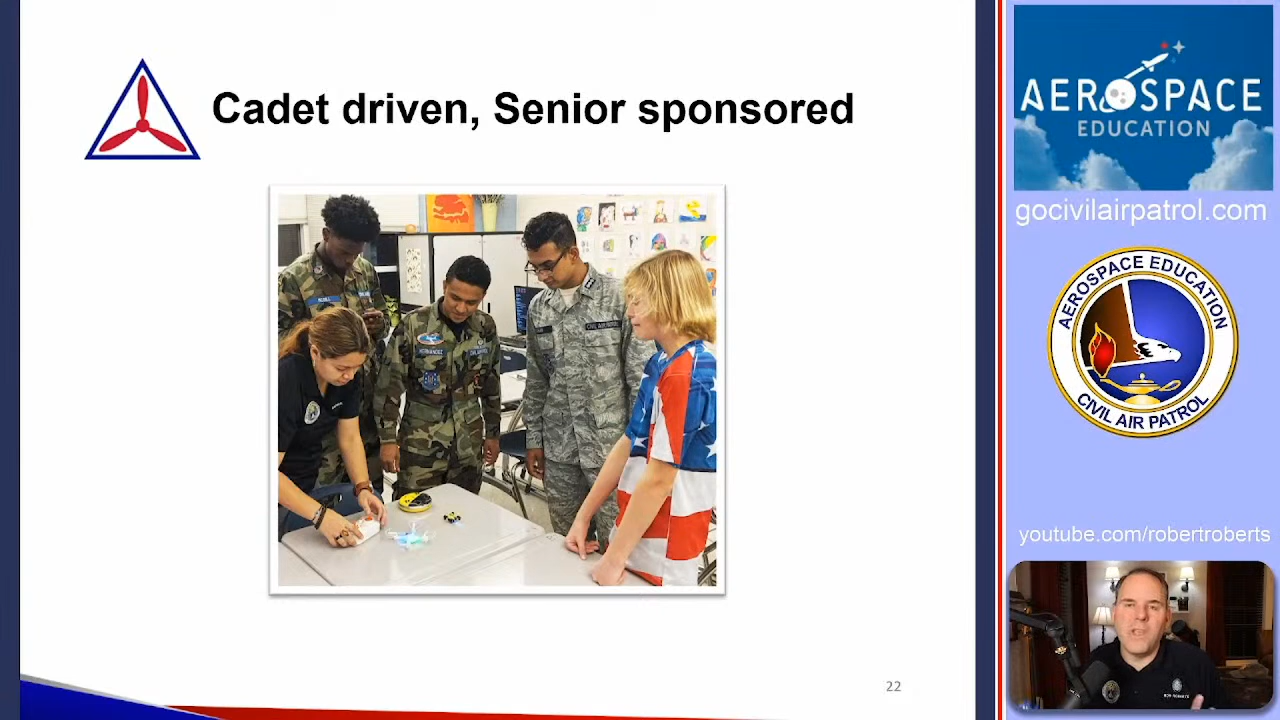 Cadet driven, Senior sponsored
22
AEROSPACE
EDUCATION
gocivilairpatrol.com
AEROSPACE EDUCATION
CIVIL AIR PATROL
youtube.com/robertroberts